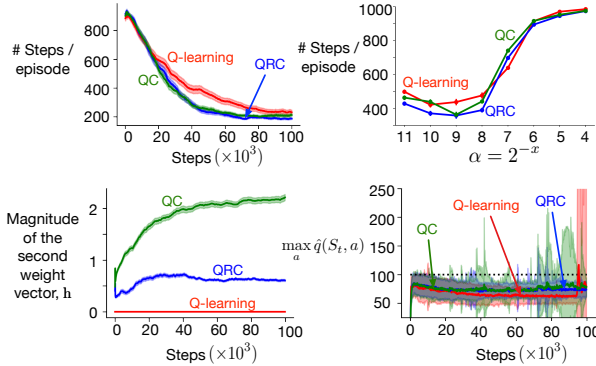 # Steps / episode
800
600
400
200
Q-learning
QC
QRC
0 20 40 60 80 100
Steps (×10³)
# Steps / episode
1000
800
600
400
QC
Q-learning
QRC
11 10 9 8 7 6 5 4
α = 2⁻ˣ
Magnitude
of the
second
weight
vector, h
2
1
0
QC
QRC
Q-learning
0 20 40 60 80 100
Steps (×10³)
max q̂(Sₜ, a)
a
250
200
150
100
50
Q-learning
QC
QRC
0 20 40 60 80 100
Steps (×10³)